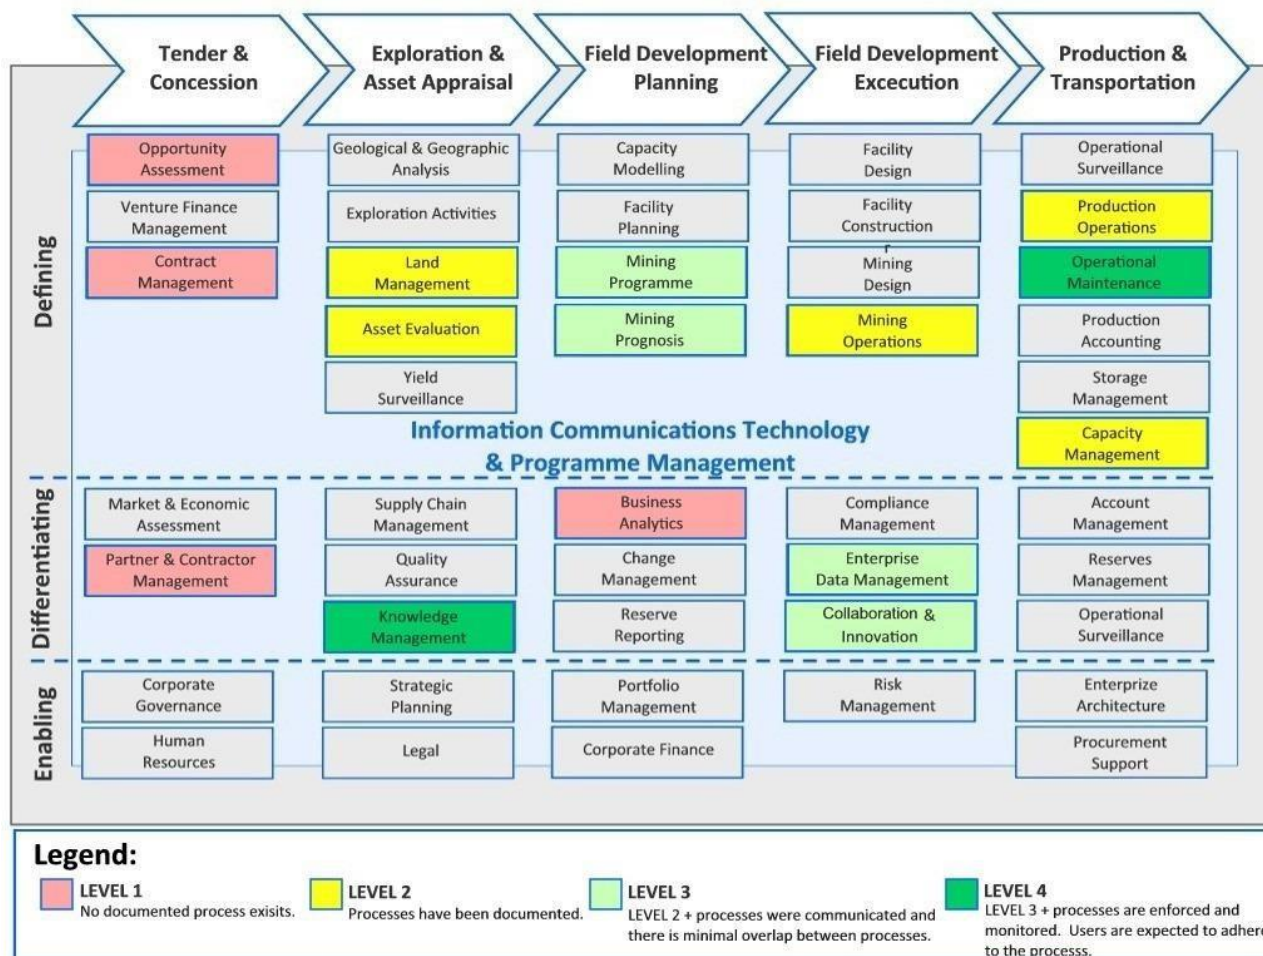 Tender &
Concession
Exploration &
Asset Appraisal
Field Development
Planning
Field Development
Excecution
Production &
Transportation
Defining
Opportunity
Assessment
Venture Finance
Management
Contract
Management
Geological & Geographic
Analysis
Exploration Activities
Land
Management
Asset Evaluation
Yield
Surveillance
Capacity
Modelling
Facility
Planning
Mining
Programme
Mining
Prognosis
Facility
Design
Facility
Construction
r
Mining
Design
Mining
Operations
Operational
Surveillance
Production
Operations
Operational
Maintenance
Production
Accounting
Storage
Management
Capacity
Management
Information Communications Technology
& Programme Management
Differentiating
Market & Economic
Assessment
Partner & Contractor
Management
Supply Chain
Management
Quality
Assurance
Knowledge
Management
Business
Analytics
Change
Management
Reserve
Reporting
Compliance
Management
Enterprise
Data Management
Collaboration &
Innovation
Account
Management
Reserves
Management
Operational
Surveillance
Enabling
Corporate
Governance
Human
Resources
Strategic
Planning
Legal
Portfolio
Management
Corporate Finance
Risk
Management
Enterprize
Architecture
Procurement
Support
Legend:
LEVEL 1
No documented process exisits.
LEVEL 2
Processes have been documented.
LEVEL 3
LEVEL 2 + processes were communicated and
there is minimal overlap between processes.
LEVEL 4
LEVEL 3 + processes are enforced and
monitored. Users are expected to adhere
to the processs.